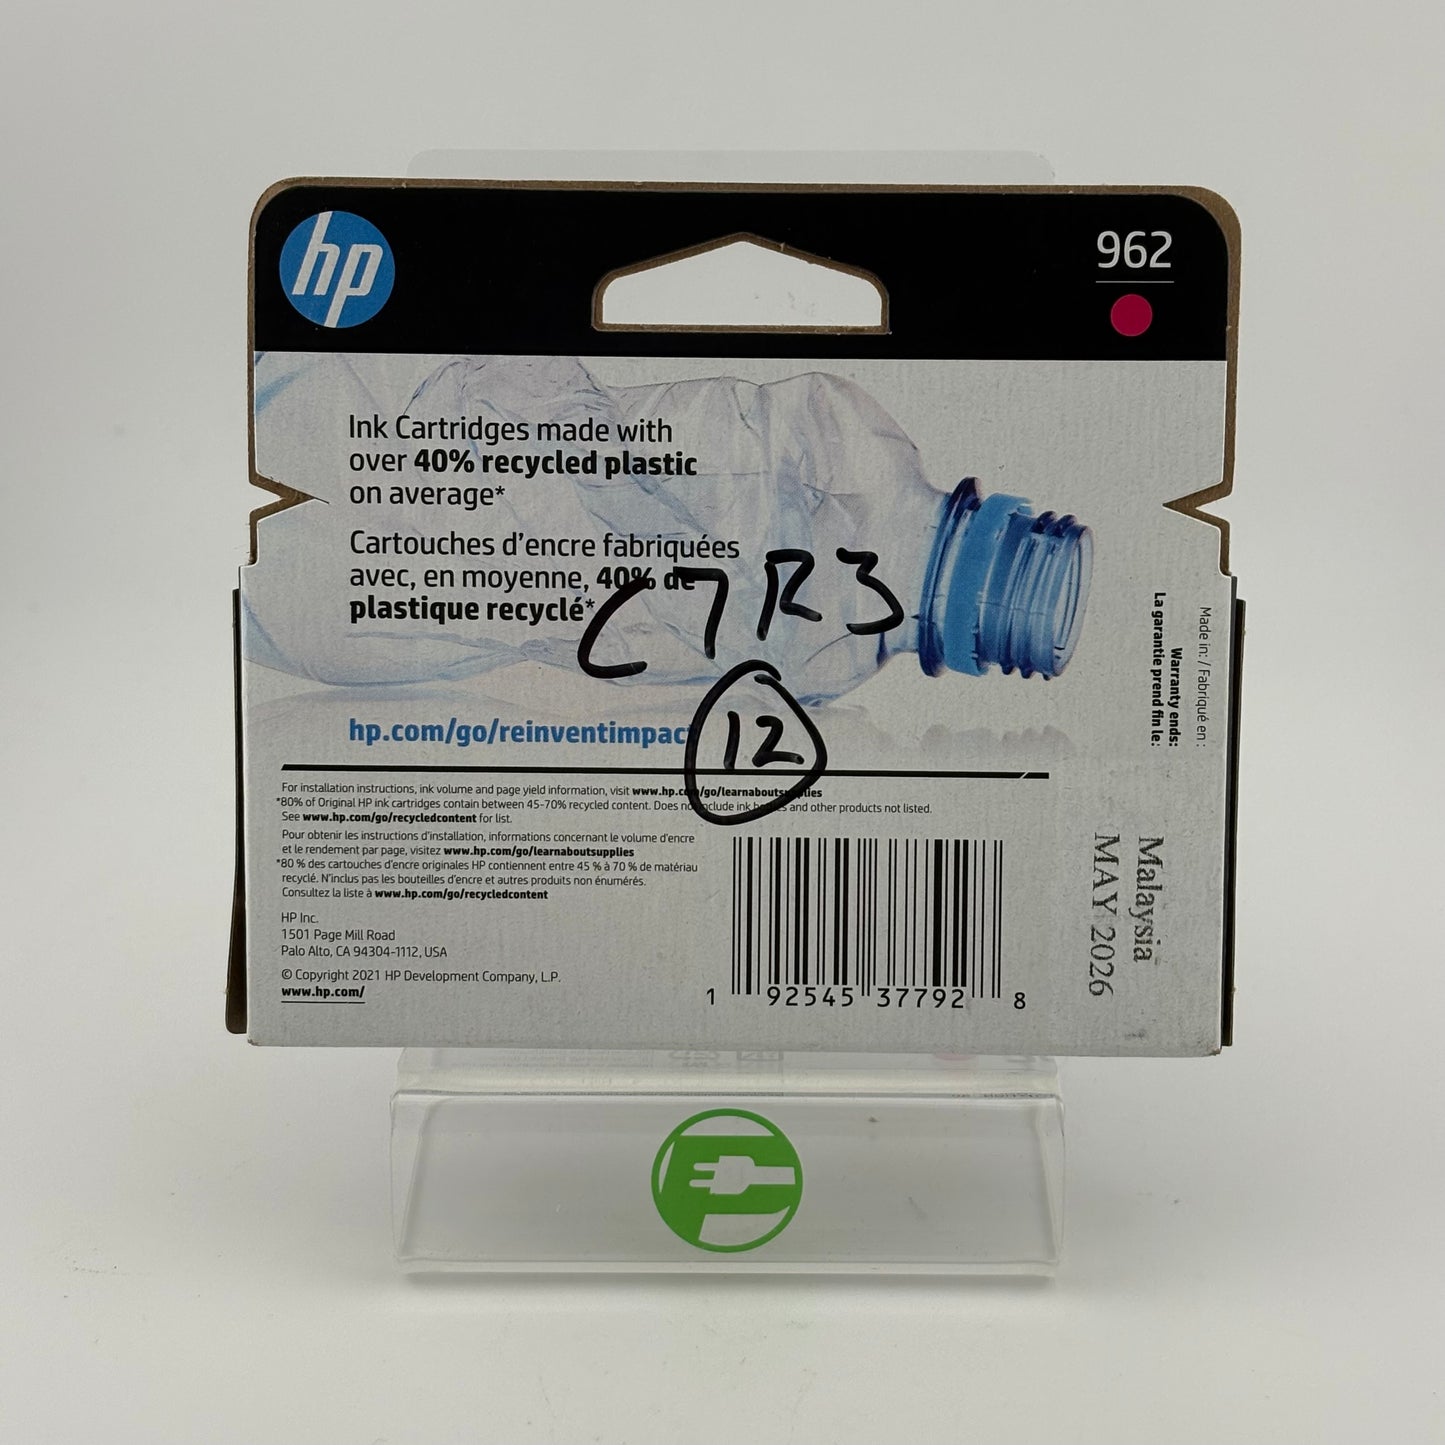 hp
962
Ink Cartridges made with
over 40% recycled plastic
on average*
Cartouches d'encre fabriquées
avec, en moyenne, 40% de
plastique recyclé*
C7R3
12
hp.com/go/reinventimpact
For installation instructions, ink volume and page yield information, visit www.hp.com/go/learnaboutsupplies
*80% of Original HP ink cartridges contain between 45-70% recycled content. Does not include ink bottles and other products not listed.
See www.hp.com/go/recycledcontent for list.
Pour obtenir les instructions d'installation, informations concernant le volume d'encre
et le rendement par page, visitez www.hp.com/go/learnaboutsupplies
*80 % des cartouches d'encre originales HP contiennent entre 45 % à 70 % de matériau
recyclé. N'inclus pas les bouteilles d'encre et autres produits non énumérés.
Consultez la liste à www.hp.com/go/recycledcontent
HP Inc.
1501 Page Mill Road
Palo Alto, CA 94304-1112, USA
© Copyright 2021 HP Development Company, L.P.
www.hp.com/
1 92545 37792 8
Made in: / Fabriqué en :
Warranty ends:
La garantie prend fin le:
Malaysia
MAY 2026